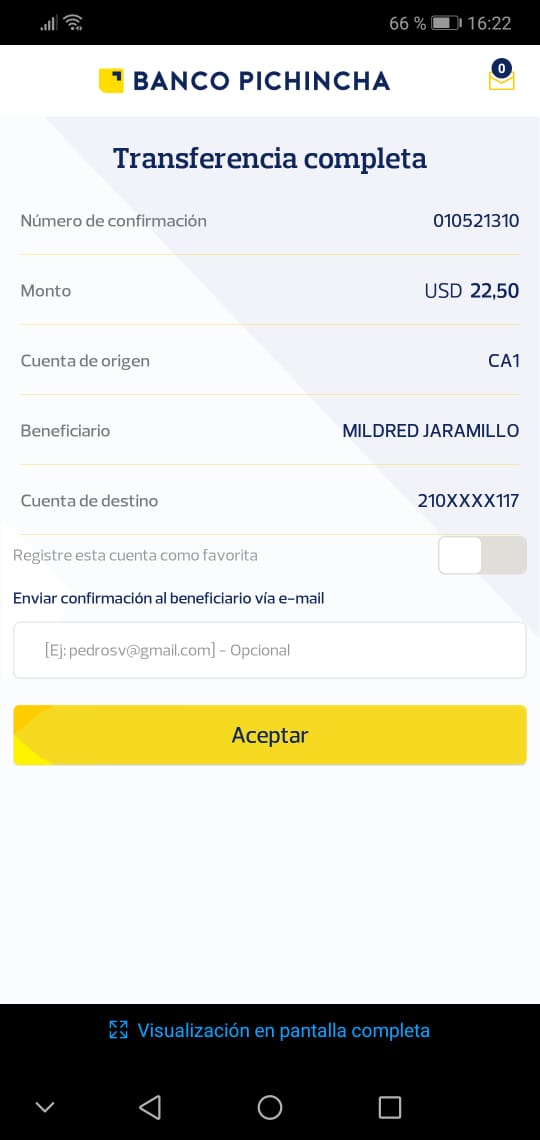 66 % 16:22
BANCO PICHINCHA
0
Transferencia completa
Número de confirmación 010521310
Monto USD 22,50
Cuenta de origen CA1
Beneficiario MILDRED JARAMILLO
Cuenta de destino 210XXXX117
Registre esta cuenta como favorita
Enviar confirmación al beneficiario vía e-mail
[Ej: pedrosv@gmail.com] - Opcional
Aceptar
Visualización en pantalla completa